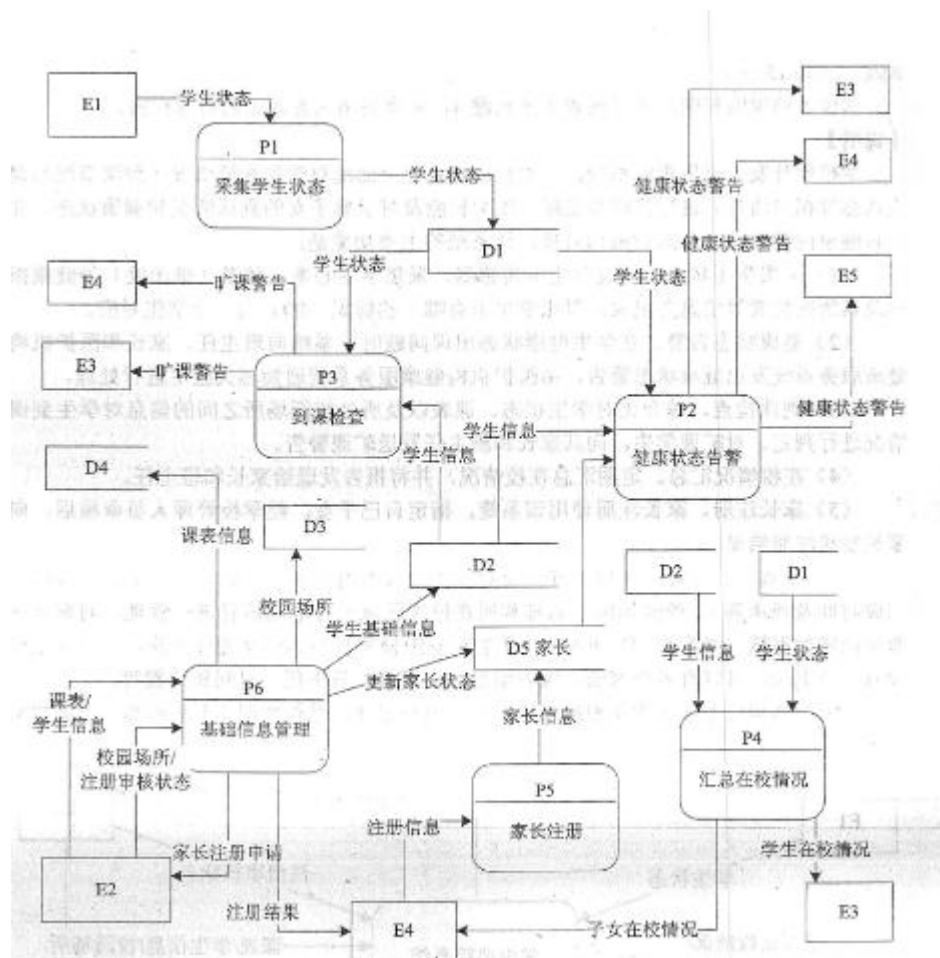 E1
学生状态
P1
采集学生状态
E3
E4
健康状态警告
学生状态
健康状态警告
D1
E5
学生状态
学生状态
E4
旷课警告
E3
旷课警告
P3
到课检查
P2
健康状态告警
健康状态警告
学生信息
学生信息
D4
D3
课表信息
D2
D2
D1
校园场所
学生基础信息
D5 家长
学生信息
学生状态
更新家长状态
P6
基础信息管理
课表/
学生信息
家长信息
校园场所/
注册审核状态
P4
汇总在校情况
P5
家长注册
注册信息
学生在校情况
家长注册申请
E2
注册结果
E4
子女在校情况
E3